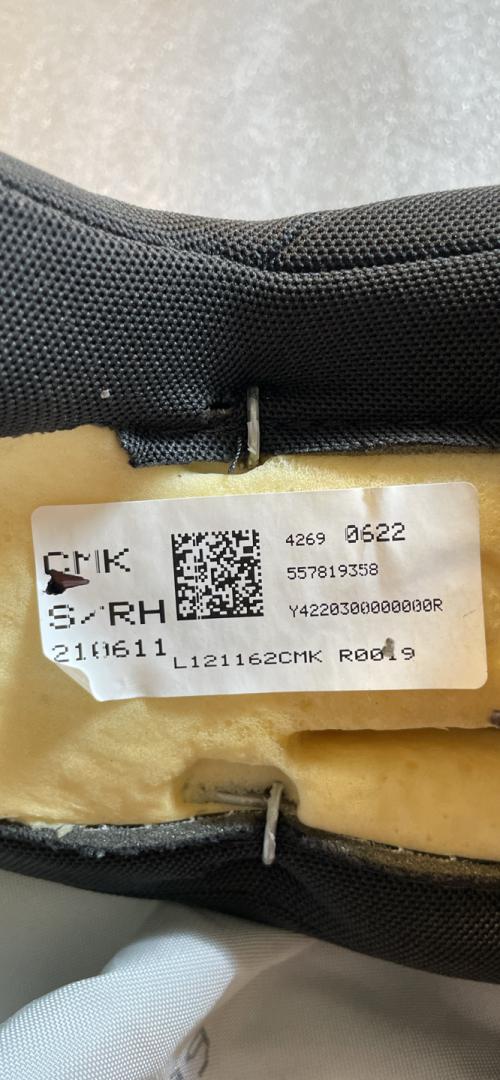 CMK
S/RH
210611
4269 0622
557819358
Y4220300000000R
L121162CMK R0019